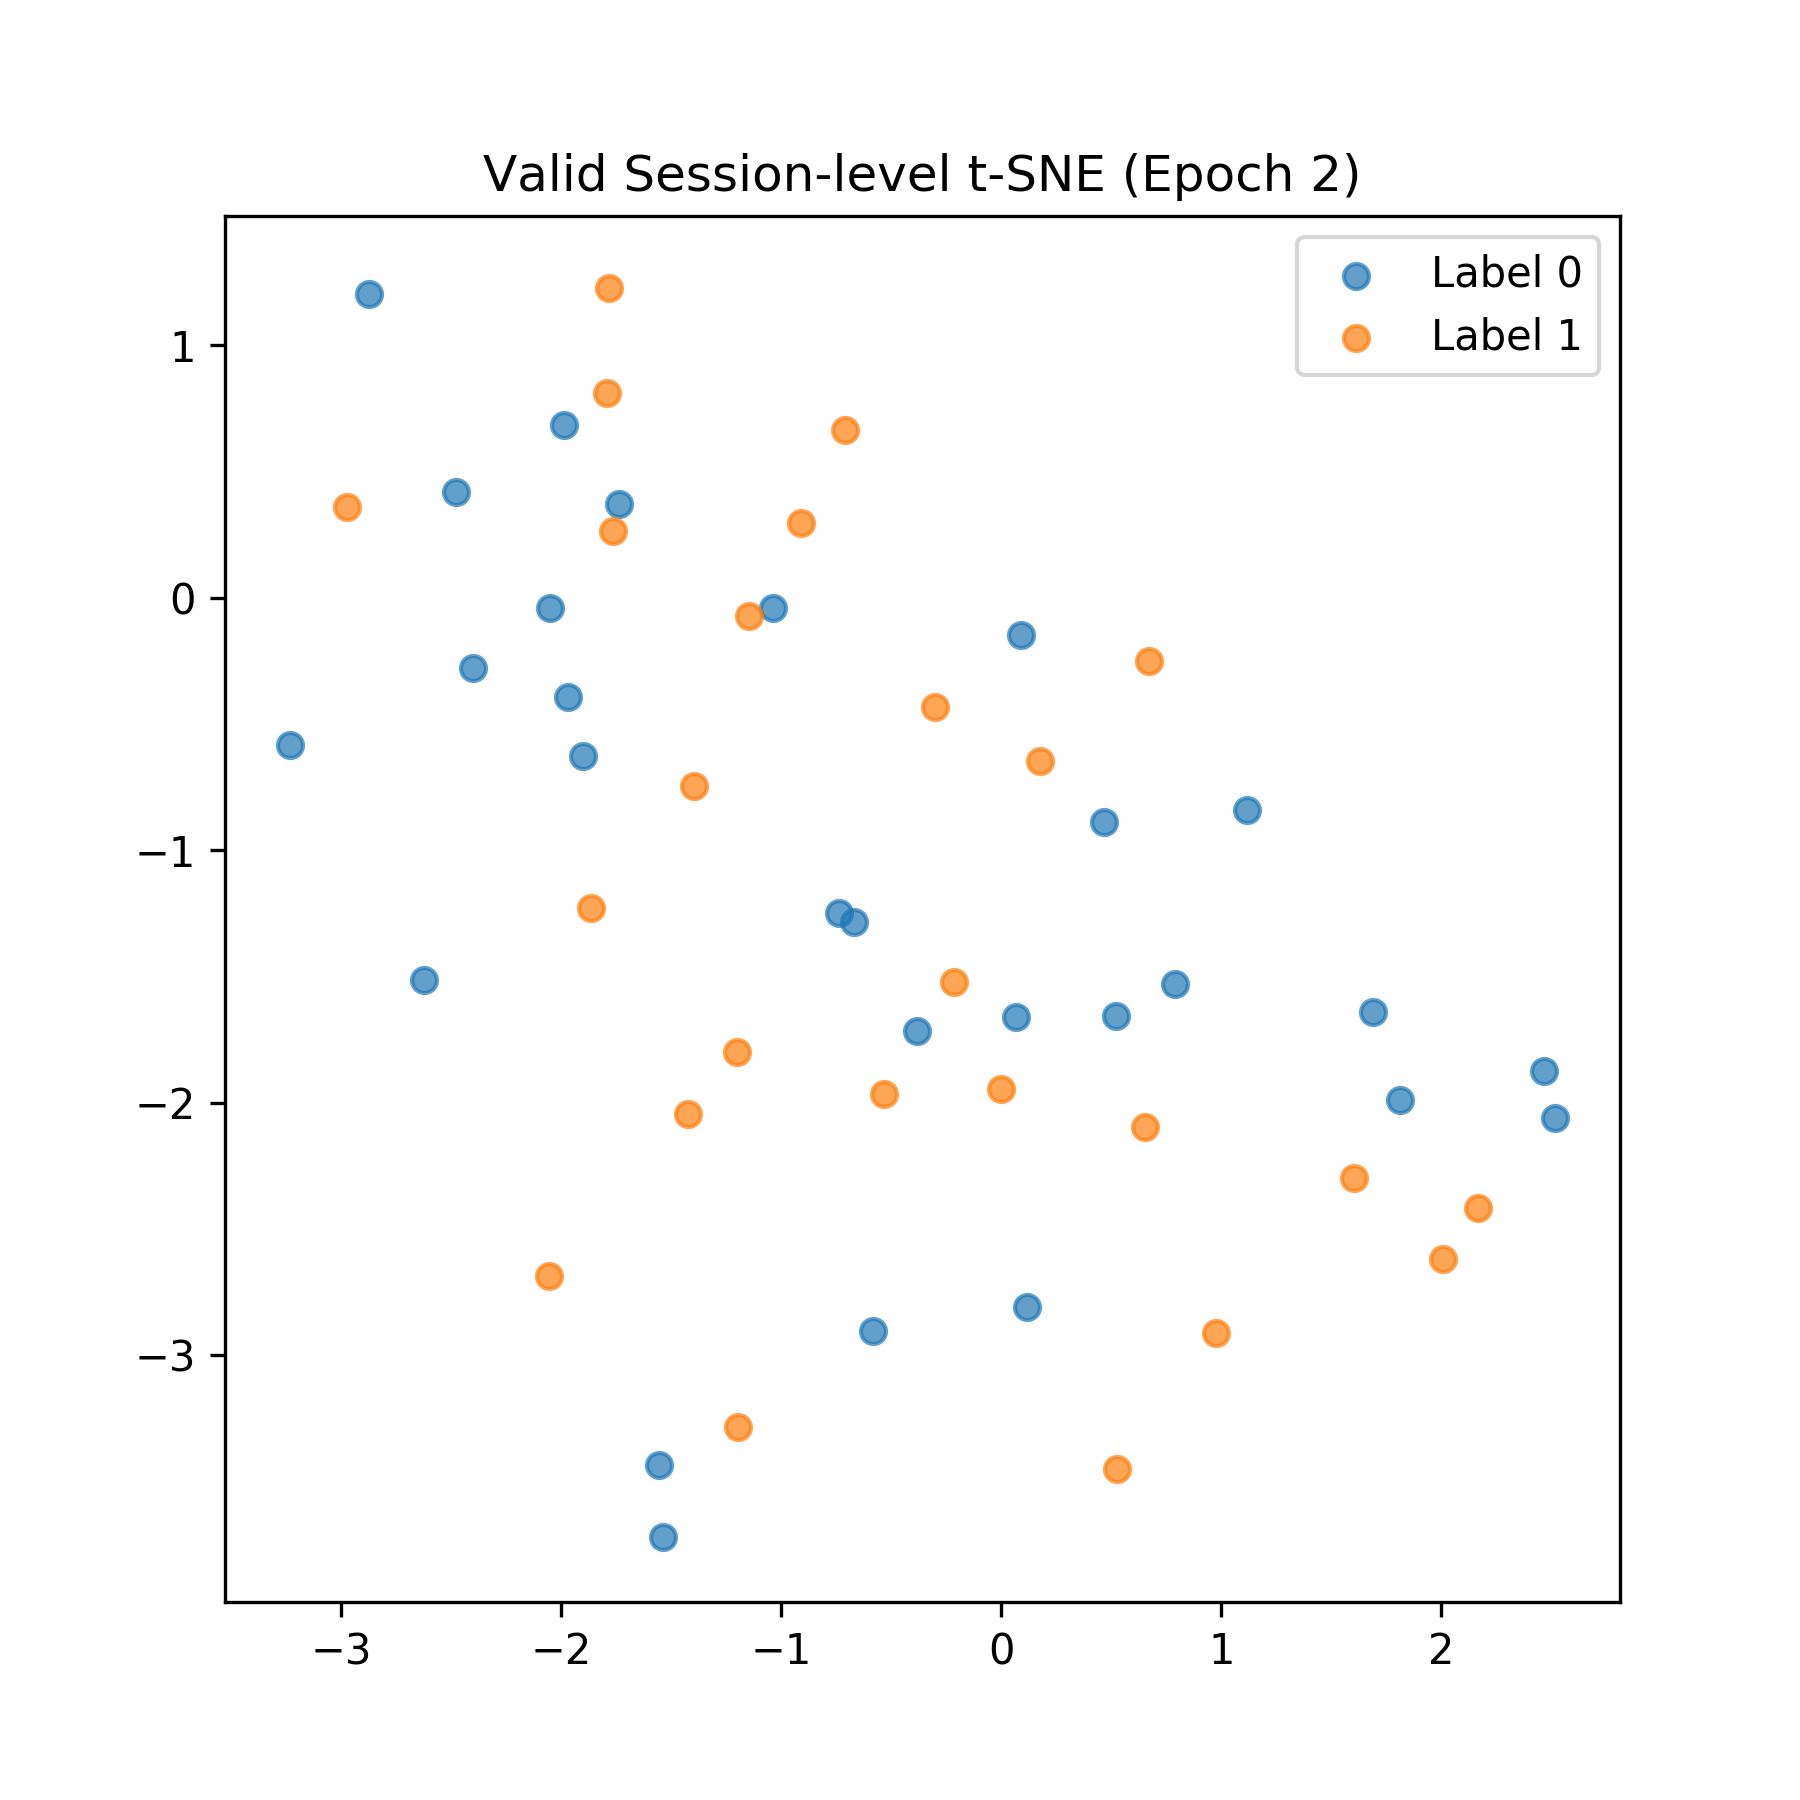 Valid Session-level t-SNE (Epoch 2)
Label 0
Label 1
1
0
−1
−2
−3
−3 −2 −1 0 1 2